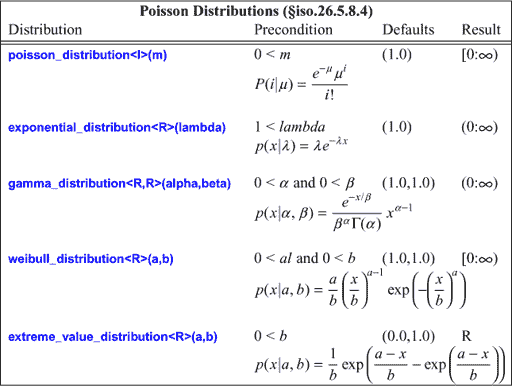 Poisson Distributions (§iso.26.5.8.4)
Distribution Precondition Defaults Result
poisson_distribution<I>(m) 0 < m (1.0) [0:∞)
P(i|μ) = e^{-μ} μ^i / i!
exponential_distribution<R>(lambda) 1 < lambda (1.0) (0:∞)
p(x|λ) = λe^{-λx}
gamma_distribution<R,R>(alpha,beta) 0 < α and 0 < β (1.0,1.0) (0:∞)
p(x|α, β) = e^{-x/β} / β^α Γ(α) x^{α-1}
weibull_distribution<R>(a,b) 0 < al and 0 < b (1.0,1.0) [0:∞)
p(x|a, b) = a/b (x/b)^{a-1} exp(-(x/b)^a)
extreme_value_distribution<R>(a,b) 0 < b (0.0,1.0) R
p(x|a, b) = 1/b exp(a-x/b - exp(a-x/b))